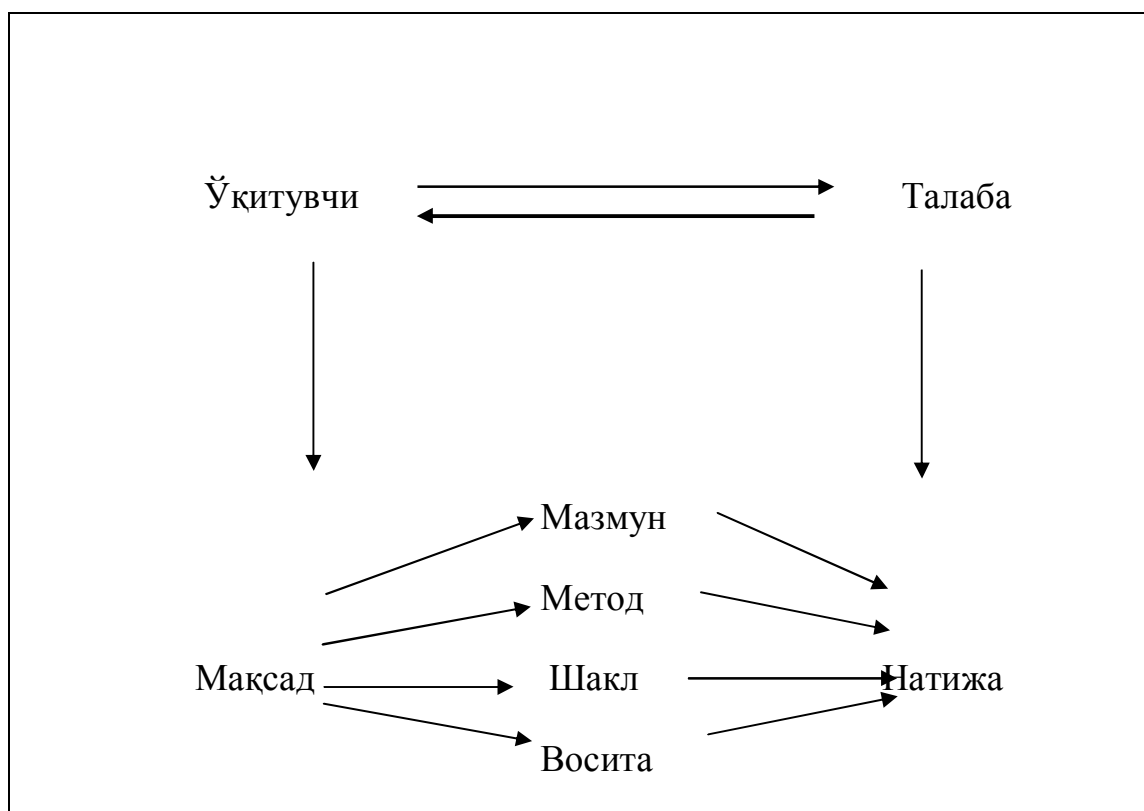 Ўқитувчи Талаба
Мазмун
Метод
Мақсад Шакл Натижа
Восита